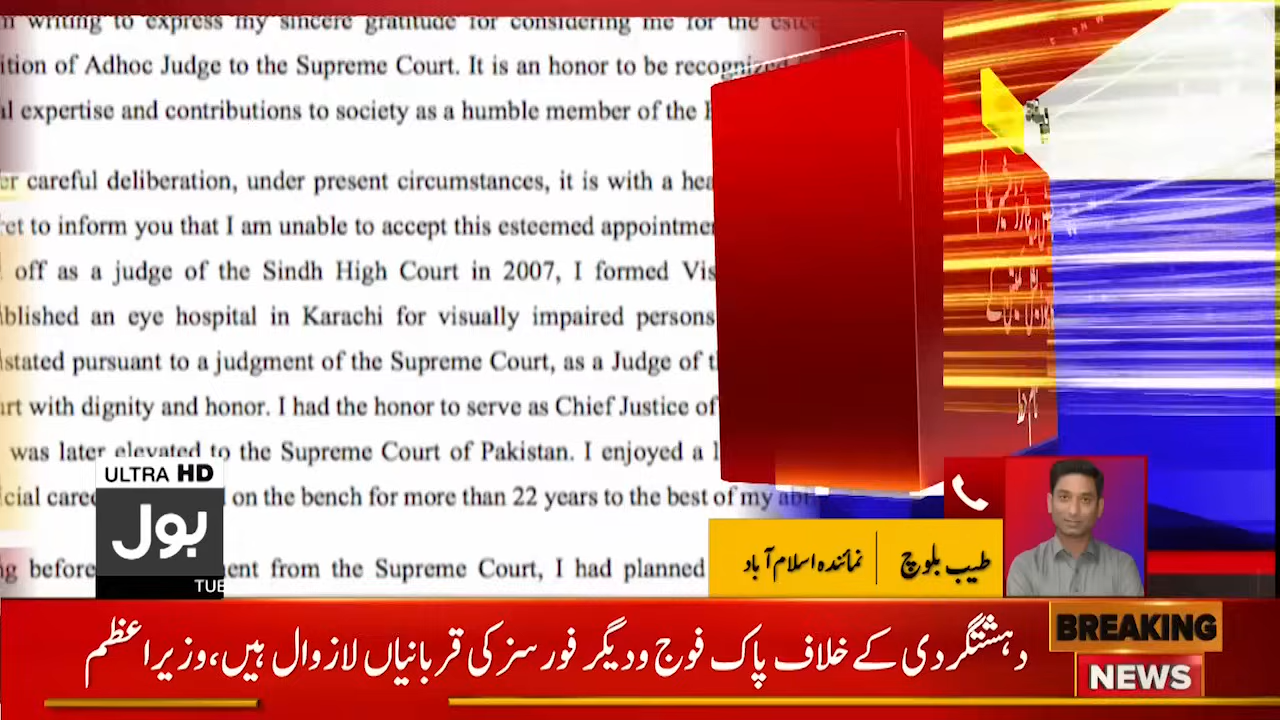 writing to express my sincere gratitude for considering me for the
ition of Adhoc Judge to the Supreme Court. It is an honor to be recognized
al expertise and contributions to society as a humble member of the
er careful deliberation, under present circumstances, it is with a hea
ret to inform you that I am unable to accept this esteemed appointmen
off as a judge of the Sindh High Court in 2007, I formed Vis
blished an eye hospital in Karachi for visually impaired persons
stated pursuant to a judgment of the Supreme Court, as a Judge of
urt with dignity and honor. I had the honor to serve as Chief Justice of
was later elevated to the Supreme Court of Pakistan. I enjoyed a
cial caree on the bench for more than 22 years to the best of my
ng before ent from the Supreme Court, I had planned
ULTRA HD
بول
TUE
طیب بلوچ
نمائندہ اسلام آباد
دہشتگردی کے خلاف پاک فوج ودیگر فورسز کی قربانیاں لازوال ہیں،وزیراعظم
BREAKING
NEWS